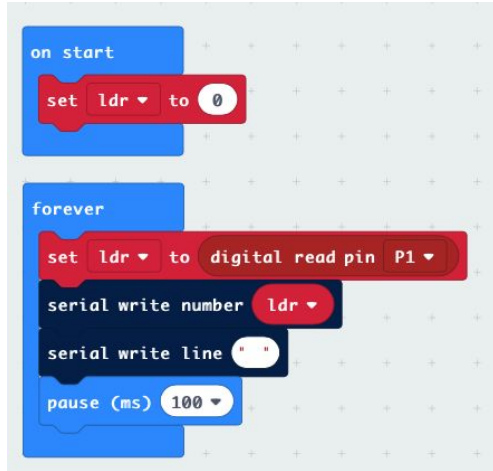 on start
set ldr to 0
forever
set ldr to digital read pin P1
serial write number ldr
serial write line " "
pause (ms) 100